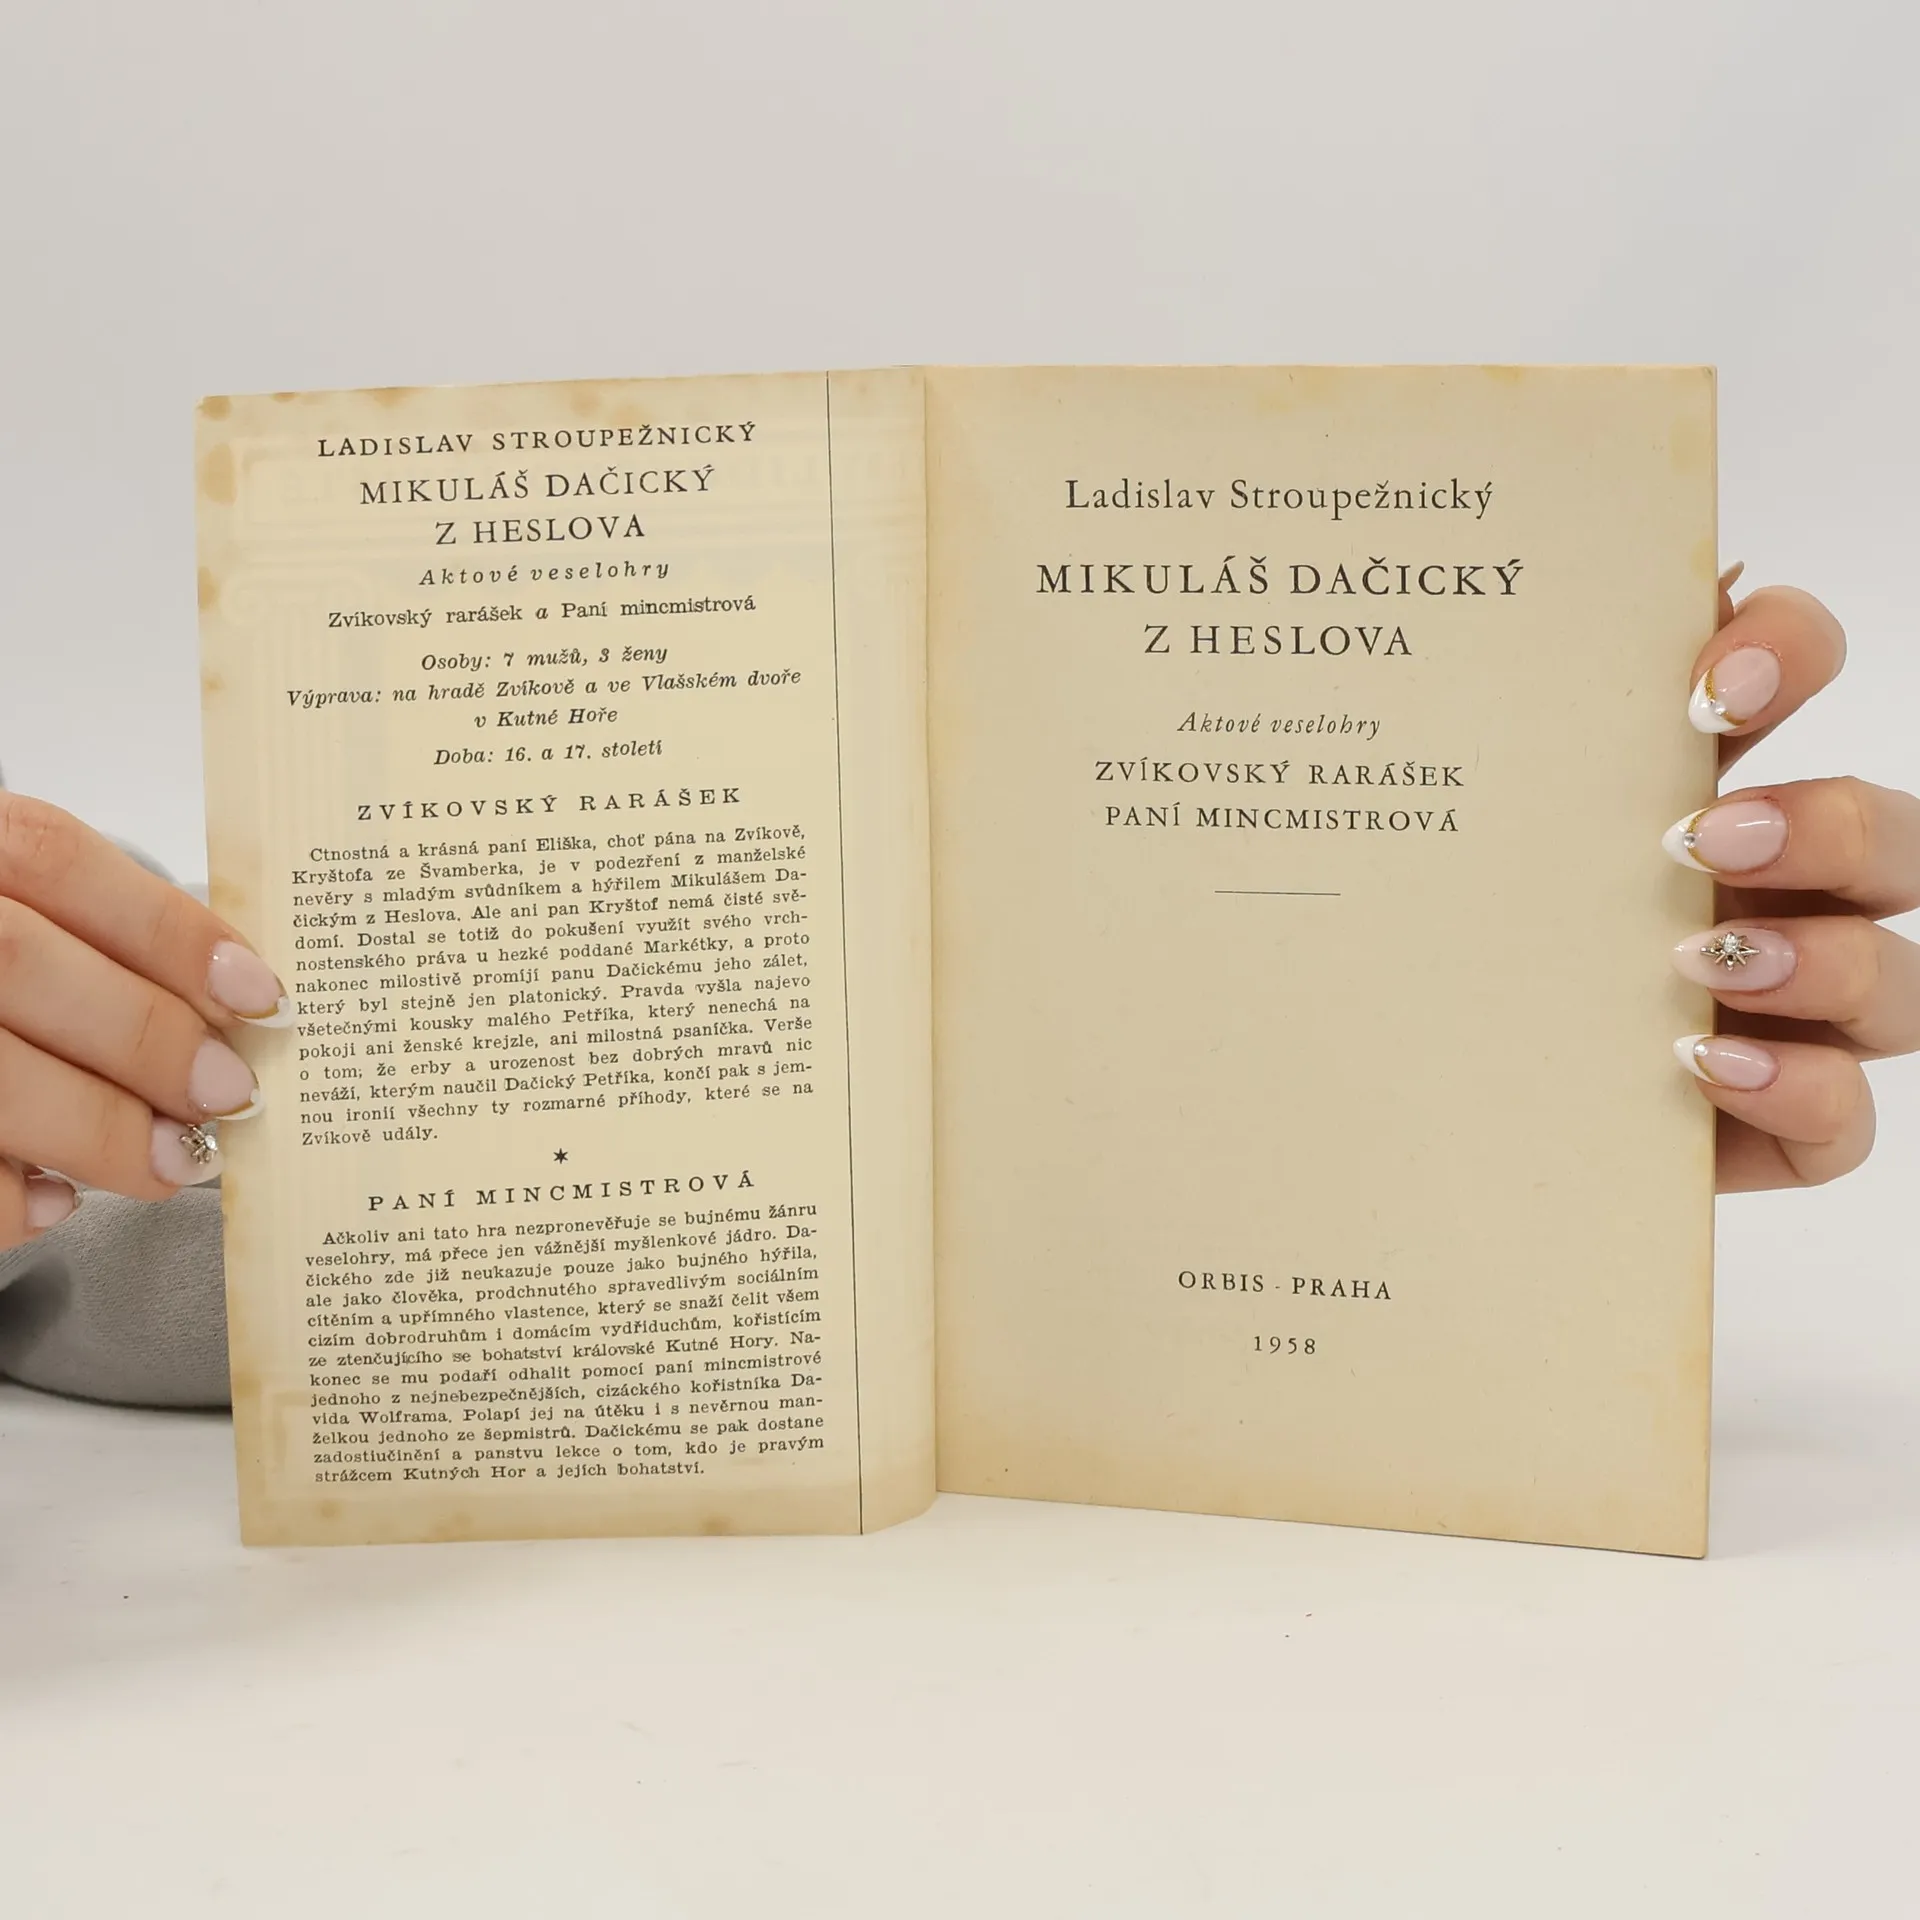 LADISLAV STROUPEŽNICKÝ
MIKULÁŠ DAČICKÝ
Z HESLOVA
Aktové veselohry
Zvíkovský rarášek a Paní mincmistrová
Osoby: 7 mužů, 3 ženy
Výprava: na hradě Zvíkově a ve Vlašském dvoře
v Kutné Hoře
Doba: 16. a 17. století
ZVÍKOVSKÝ RARÁŠEK
Ctnostná a krásná paní Eliška, choť pána na Zvíkově,
Kryštofa ze Švamberka, je v podezření z manželské
nevěry s mladým svůdníkem a hýřilem Mikulášem Da-
čickým z Heslova. Ale ani pan Kryštof nemá čisté svě-
domí. Dostal se totiž do pokušení využít svého vrch-
nostenského práva u hezké poddané Markétky, a proto
nakonec milostivě promíjí panu Dačickému jeho zálet,
který byl stejně jen platonický. Pravda vyšla najevo
všetečnými kousky malého Petříka, který nenechá na
pokoji ani ženské krejzle, ani milostná psaníčka. Verše
o tom, že erby a urozenost bez dobrých mravů nic
neváží, kterým naučil Dačický Petříka, končí pak s jem-
nou ironií všechny ty rozmarné příhody, které se na
Zvíkově udály.
✶
PANÍ MINCMISTROVÁ
Ačkoliv ani tato hra nezpronevěřuje se bujnému žánru
veselohry, má přece jen vážnější myšlenkové jádro. Da-
čického zde již neukazuje pouze jako bujného hýřila,
ale jako člověka, prodchnutého spravedlivým sociálním
cítěním a upřímného vlastence, který se snaží čelit všem
cizím dobrodruhům i domácím vydřiduchům, kořistícím
ze ztenčujícího se bohatství královské Kutné Hory. Na-
konec se mu podaří odhalit pomocí paní mincmistrové
jednoho z nejnebezpečnějších, cizáckého kořistníka Da-
vida Wolframa. Polapí jej na útěku i s nevěrnou man-
želkou jednoho ze šepmistrů. Dačickému se pak dostane
zadostiučinění a panstvu lekce o tom, kdo je pravým
strážcem Kutných Hor a jejich bohatství.
Ladislav Stroupežnický
MIKULÁŠ DAČICKÝ
Z HESLOVA
Aktové veselohry
ZVÍKOVSKÝ RARÁŠEK
PANÍ MINCMISTROVÁ
ORBIS - PRAHA
1958